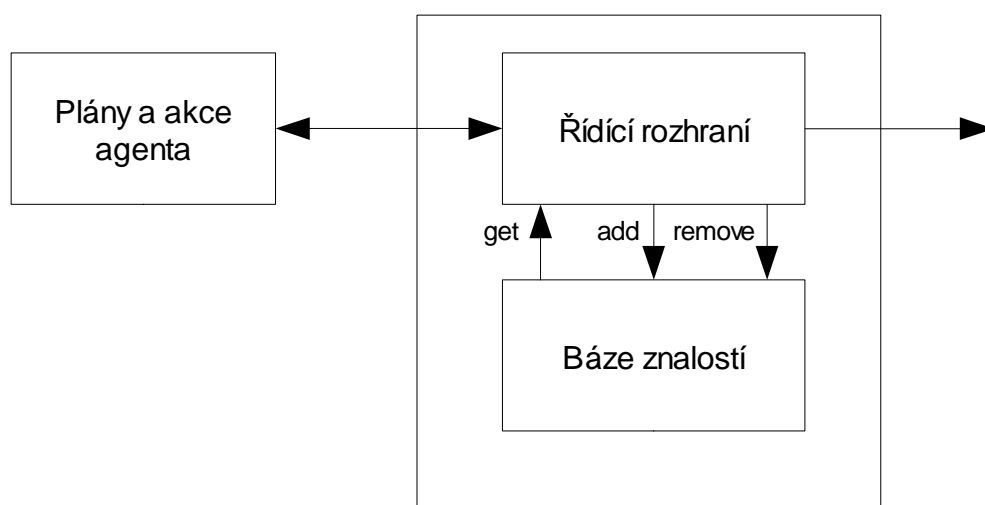 Plány a akce
agenta
Řídící rozhraní
get
add
remove
Báze znalostí